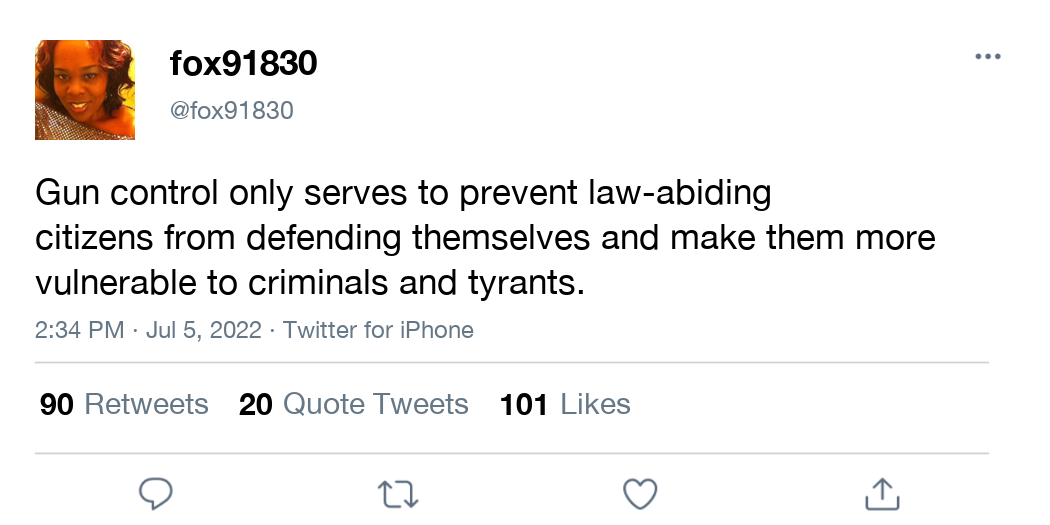 fox91830
@fox91830
Gun control only serves to prevent law-abiding
citizens from defending themselves and make them more
vulnerable to criminals and tyrants.
2:34 PM · Jul 5, 2022 · Twitter for iPhone
90 Retweets 20 Quote Tweets 101 Likes